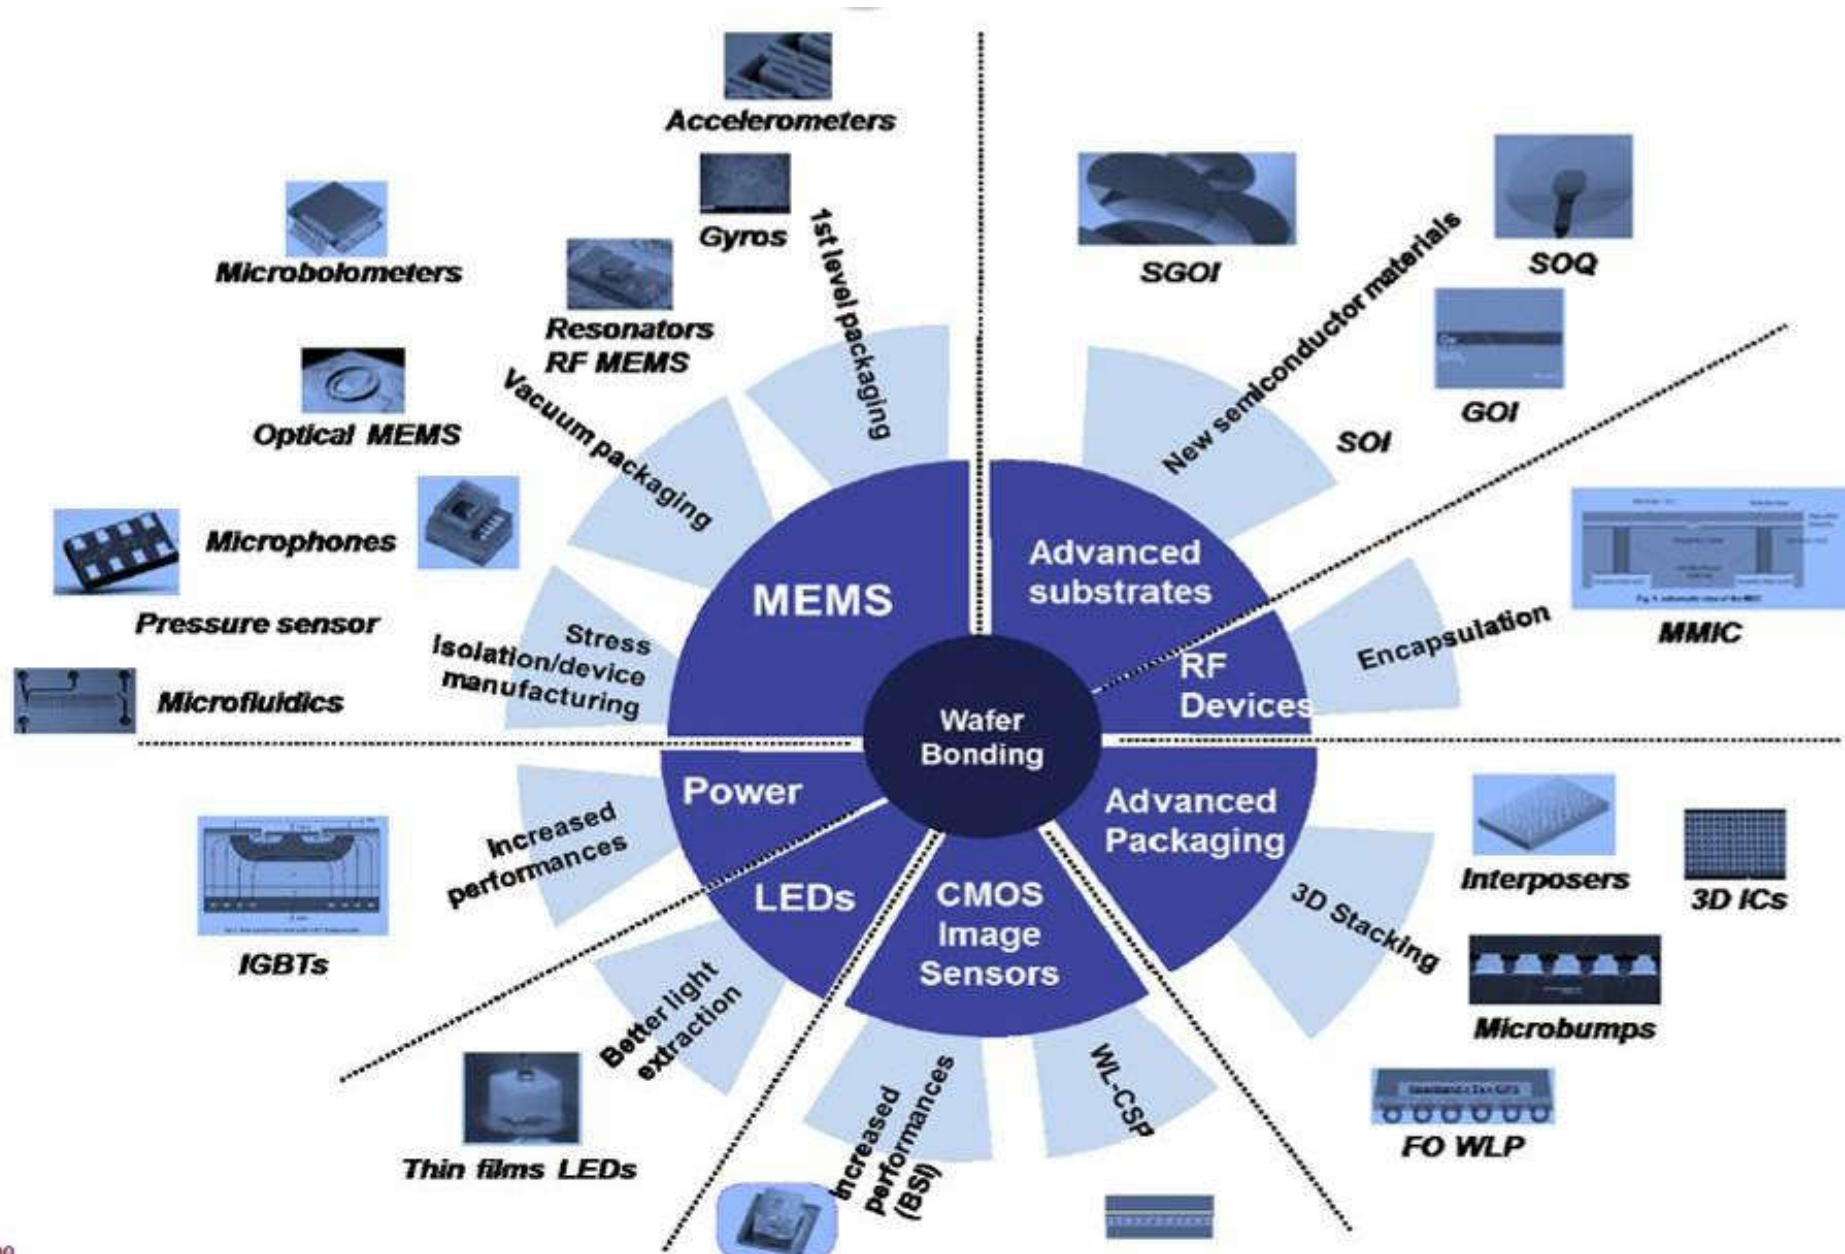 Accelerometers
Gyros
Microbolometers
Resonators
RF MEMS
Optical MEMS
Microphones
Pressure sensor
Microfluidics
1st level packaging
Vacuum packaging
Stress
Isolation/device
manufacturing
MEMS
SGOI
SOQ
GOI
SOI
New semiconductor materials
Advanced
substrates
RF
Devices
Encapsulation
MMIC
Wafer
Bonding
Power
Increased
performances
IGBTs
LEDs
Better light
extraction
Thin films LEDs
CMOS
Image
Sensors
Increased
performances
(BSI)
WL-CSP
Advanced
Packaging
3D Stacking
Interposers
3D ICs
Microbumps
FO WLP